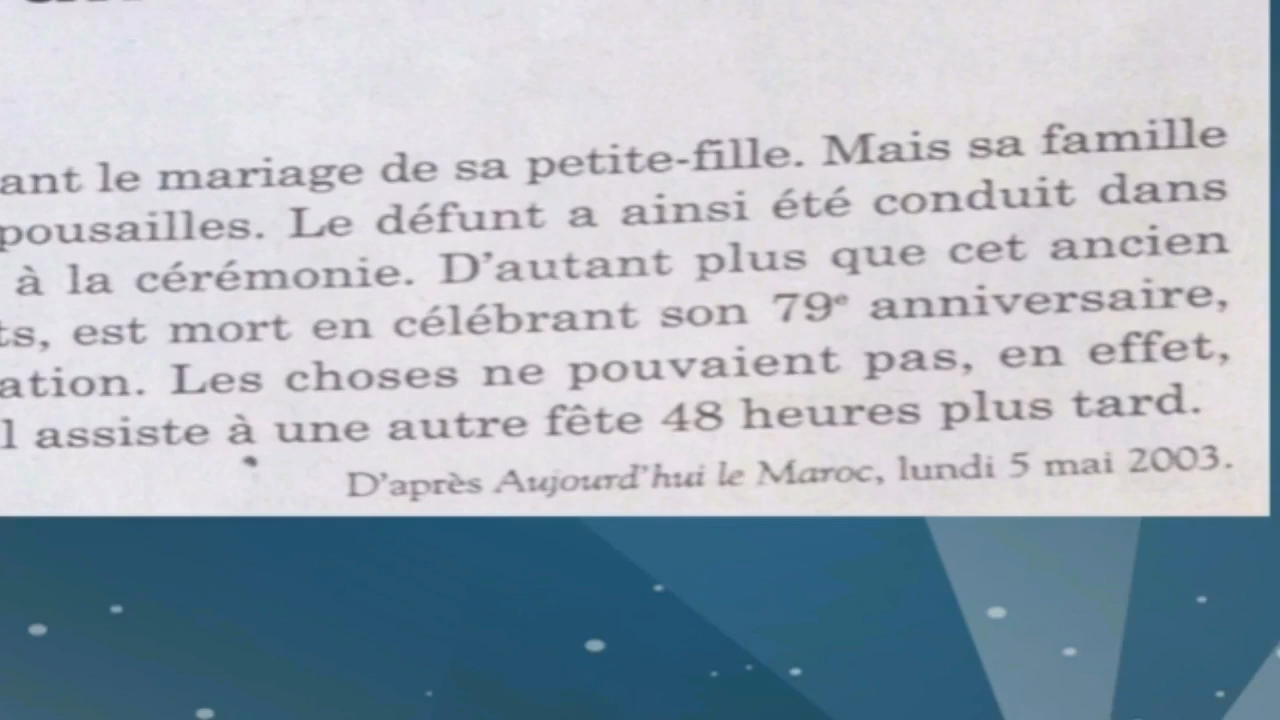 ant le mariage de sa petite-fille. Mais sa famille
pousailles. Le défunt a ainsi été conduit dans
à la cérémonie. D'autant plus que cet ancien
ts, est mort en célébrant son 79e anniversaire,
ation. Les choses ne pouvaient pas, en effet,
l assiste à une autre fête 48 heures plus tard.
D'après Aujourd'hui le Maroc, lundi 5 mai 2003.